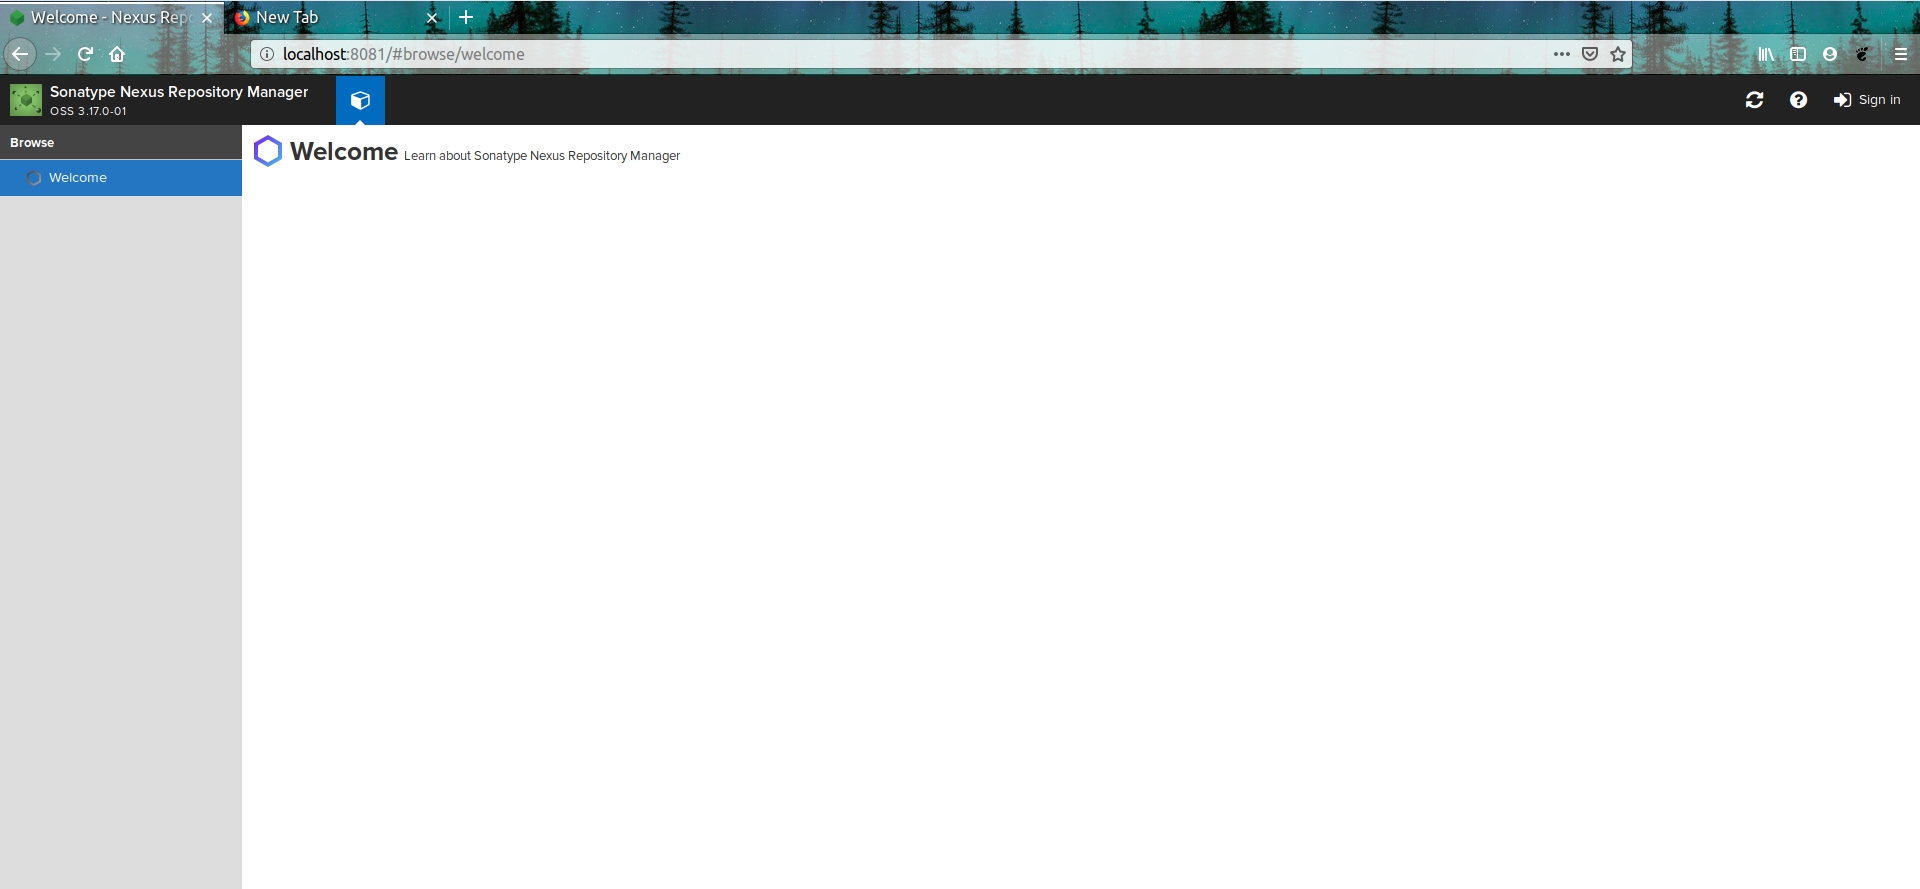 Welcome - Nexus Repo
New Tab
localhost:8081/#browse/welcome
Sonatype Nexus Repository Manager
OSS 3.17.0-01
Sign in
Browse
Welcome Learn about Sonatype Nexus Repository Manager
Welcome